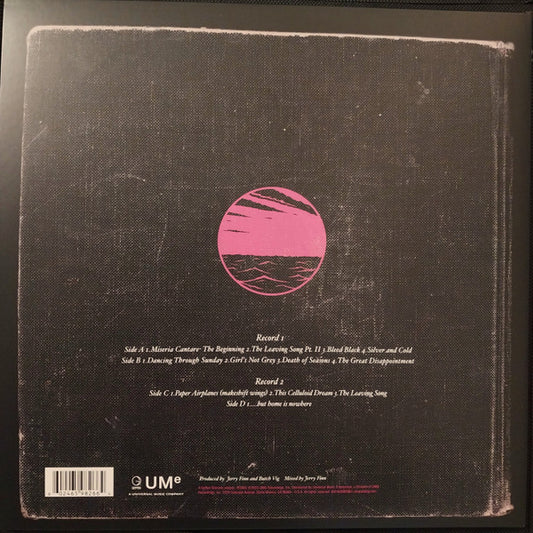 Record 1
Side A 1.Miseria Cantare- The Beginning 2.The Leaving Song Pt. II 3.Bleed Black 4.Silver and Cold
Side B 1.Dancing Through Sunday 2.Girl's Not Grey 3.Death of Seasons 4.The Great Disappointment
Record 2
Side C 1.Paper Airplanes (makeshift wings) 2.This Celluloid Dream 3.The Leaving Song
Side D 1....but home is nowhere
UMe
A UNIVERSAL MUSIC COMPANY
Produced by Jerry Finn and Butch Vig Mixed by Jerry Finn